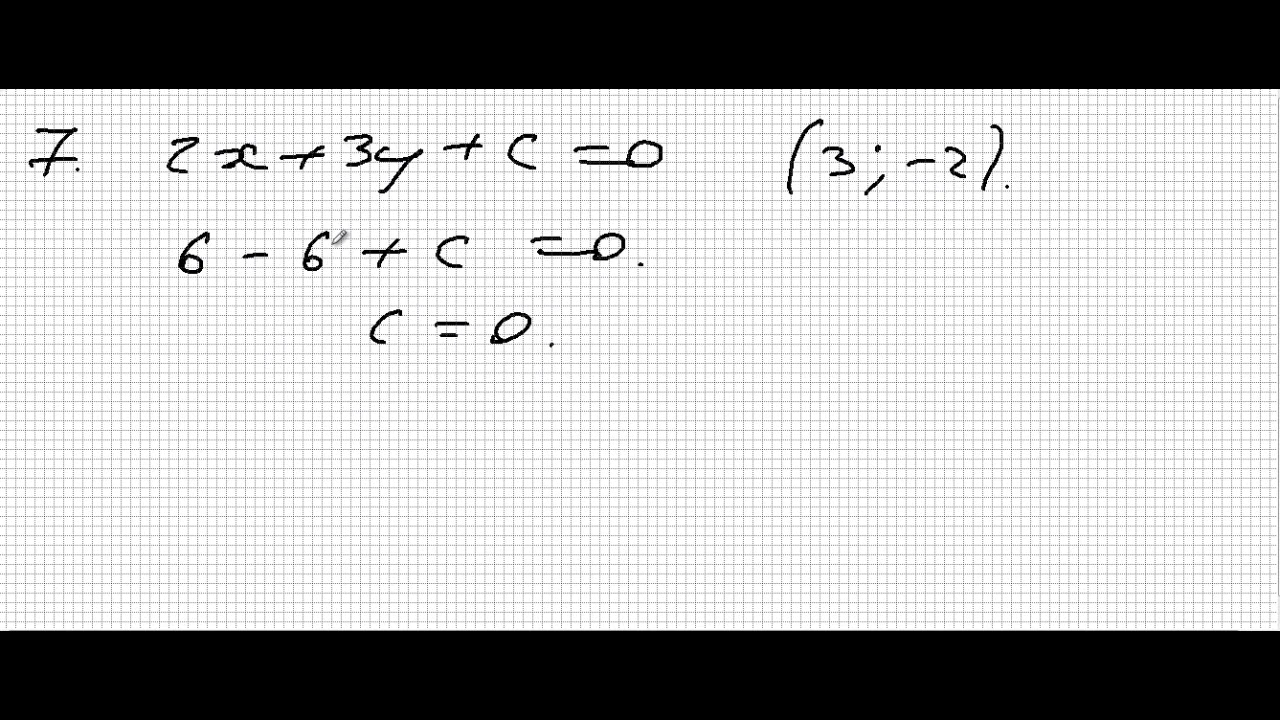 7. 2x + 3y + c = 0 (3; -2).
6 - 6 + c = 0.
c = 0.